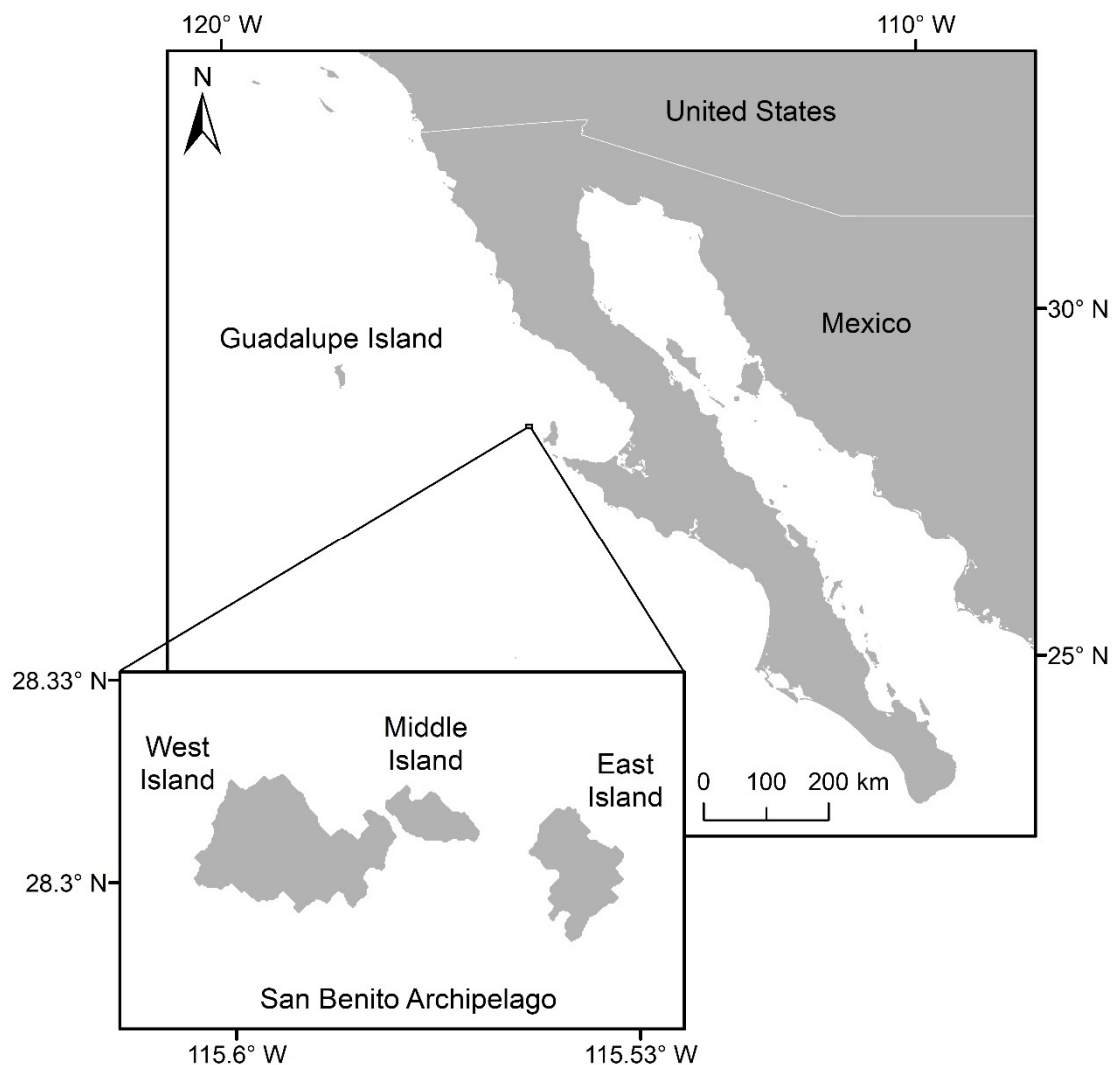 120° W
110° W
N
United States
30° N
Mexico
Guadalupe Island
25° N
28.33° N
Middle
Island
West
Island
East
Island
0 100 200 km
28.3° N
San Benito Archipelago
115.6° W
115.53° W